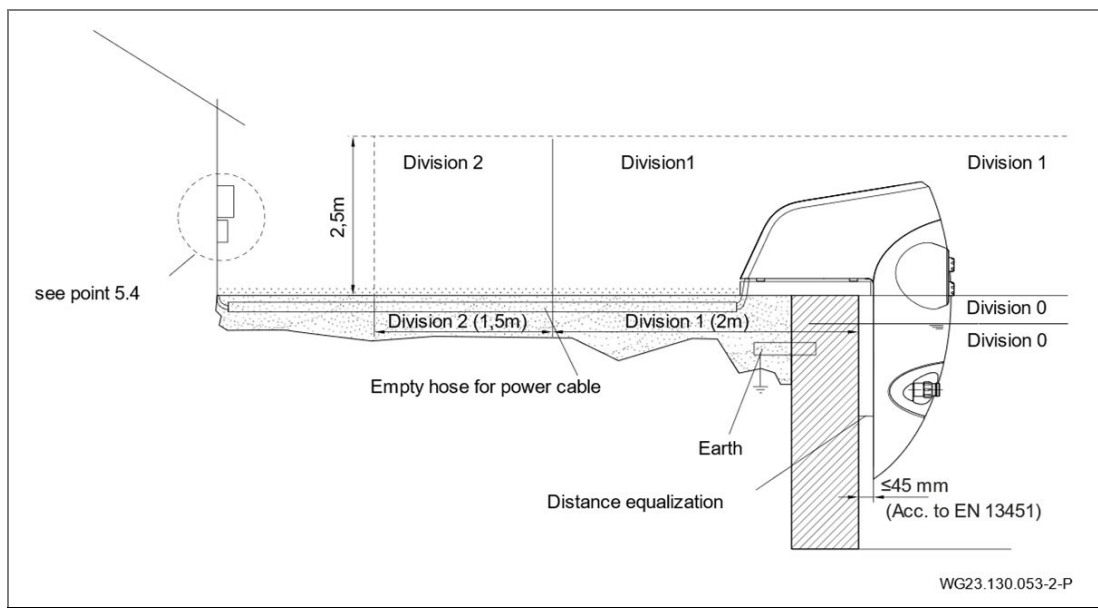 Division 2
Division1
Division 1
2,5m
see point 5.4
Division 0
Division 2 (1,5m)
Division 1 (2m)
Division 0
Empty hose for power cable
Earth
Distance equalization
≤45 mm
(Acc. to EN 13451)
WG23.130.053-2-P